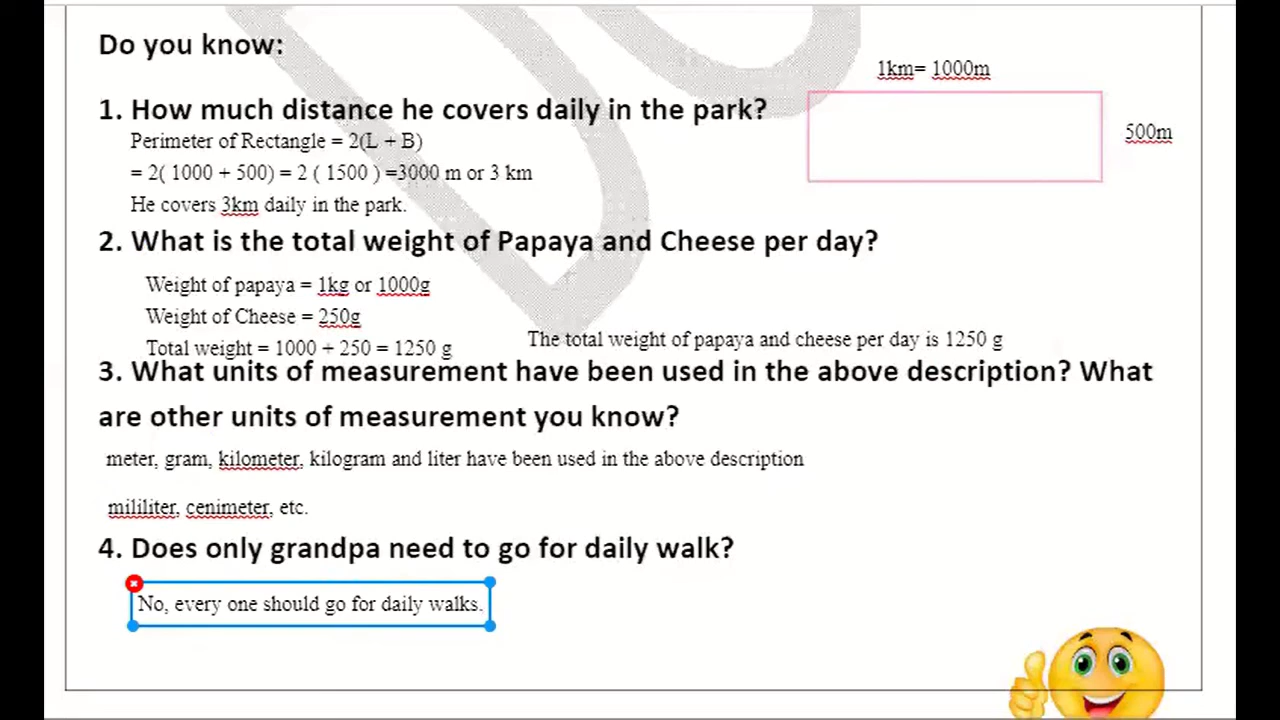 Do you know:
1km= 1000m
1. How much distance he covers daily in the park?
500m
Perimeter of Rectangle = 2(L + B)
= 2( 1000 + 500) = 2 ( 1500 ) =3000 m or 3 km
He covers 3km daily in the park.
2. What is the total weight of Papaya and Cheese per day?
Weight of papaya = 1kg or 1000g
Weight of Cheese = 250g
Total weight = 1000 + 250 = 1250 g
The total weight of papaya and cheese per day is 1250 g
3. What units of measurement have been used in the above description? What
are other units of measurement you know?
meter, gram, kilometer, kilogram and liter have been used in the above description
mililiter, cenimeter, etc.
4. Does only grandpa need to go for daily walk?
No, every one should go for daily walks.